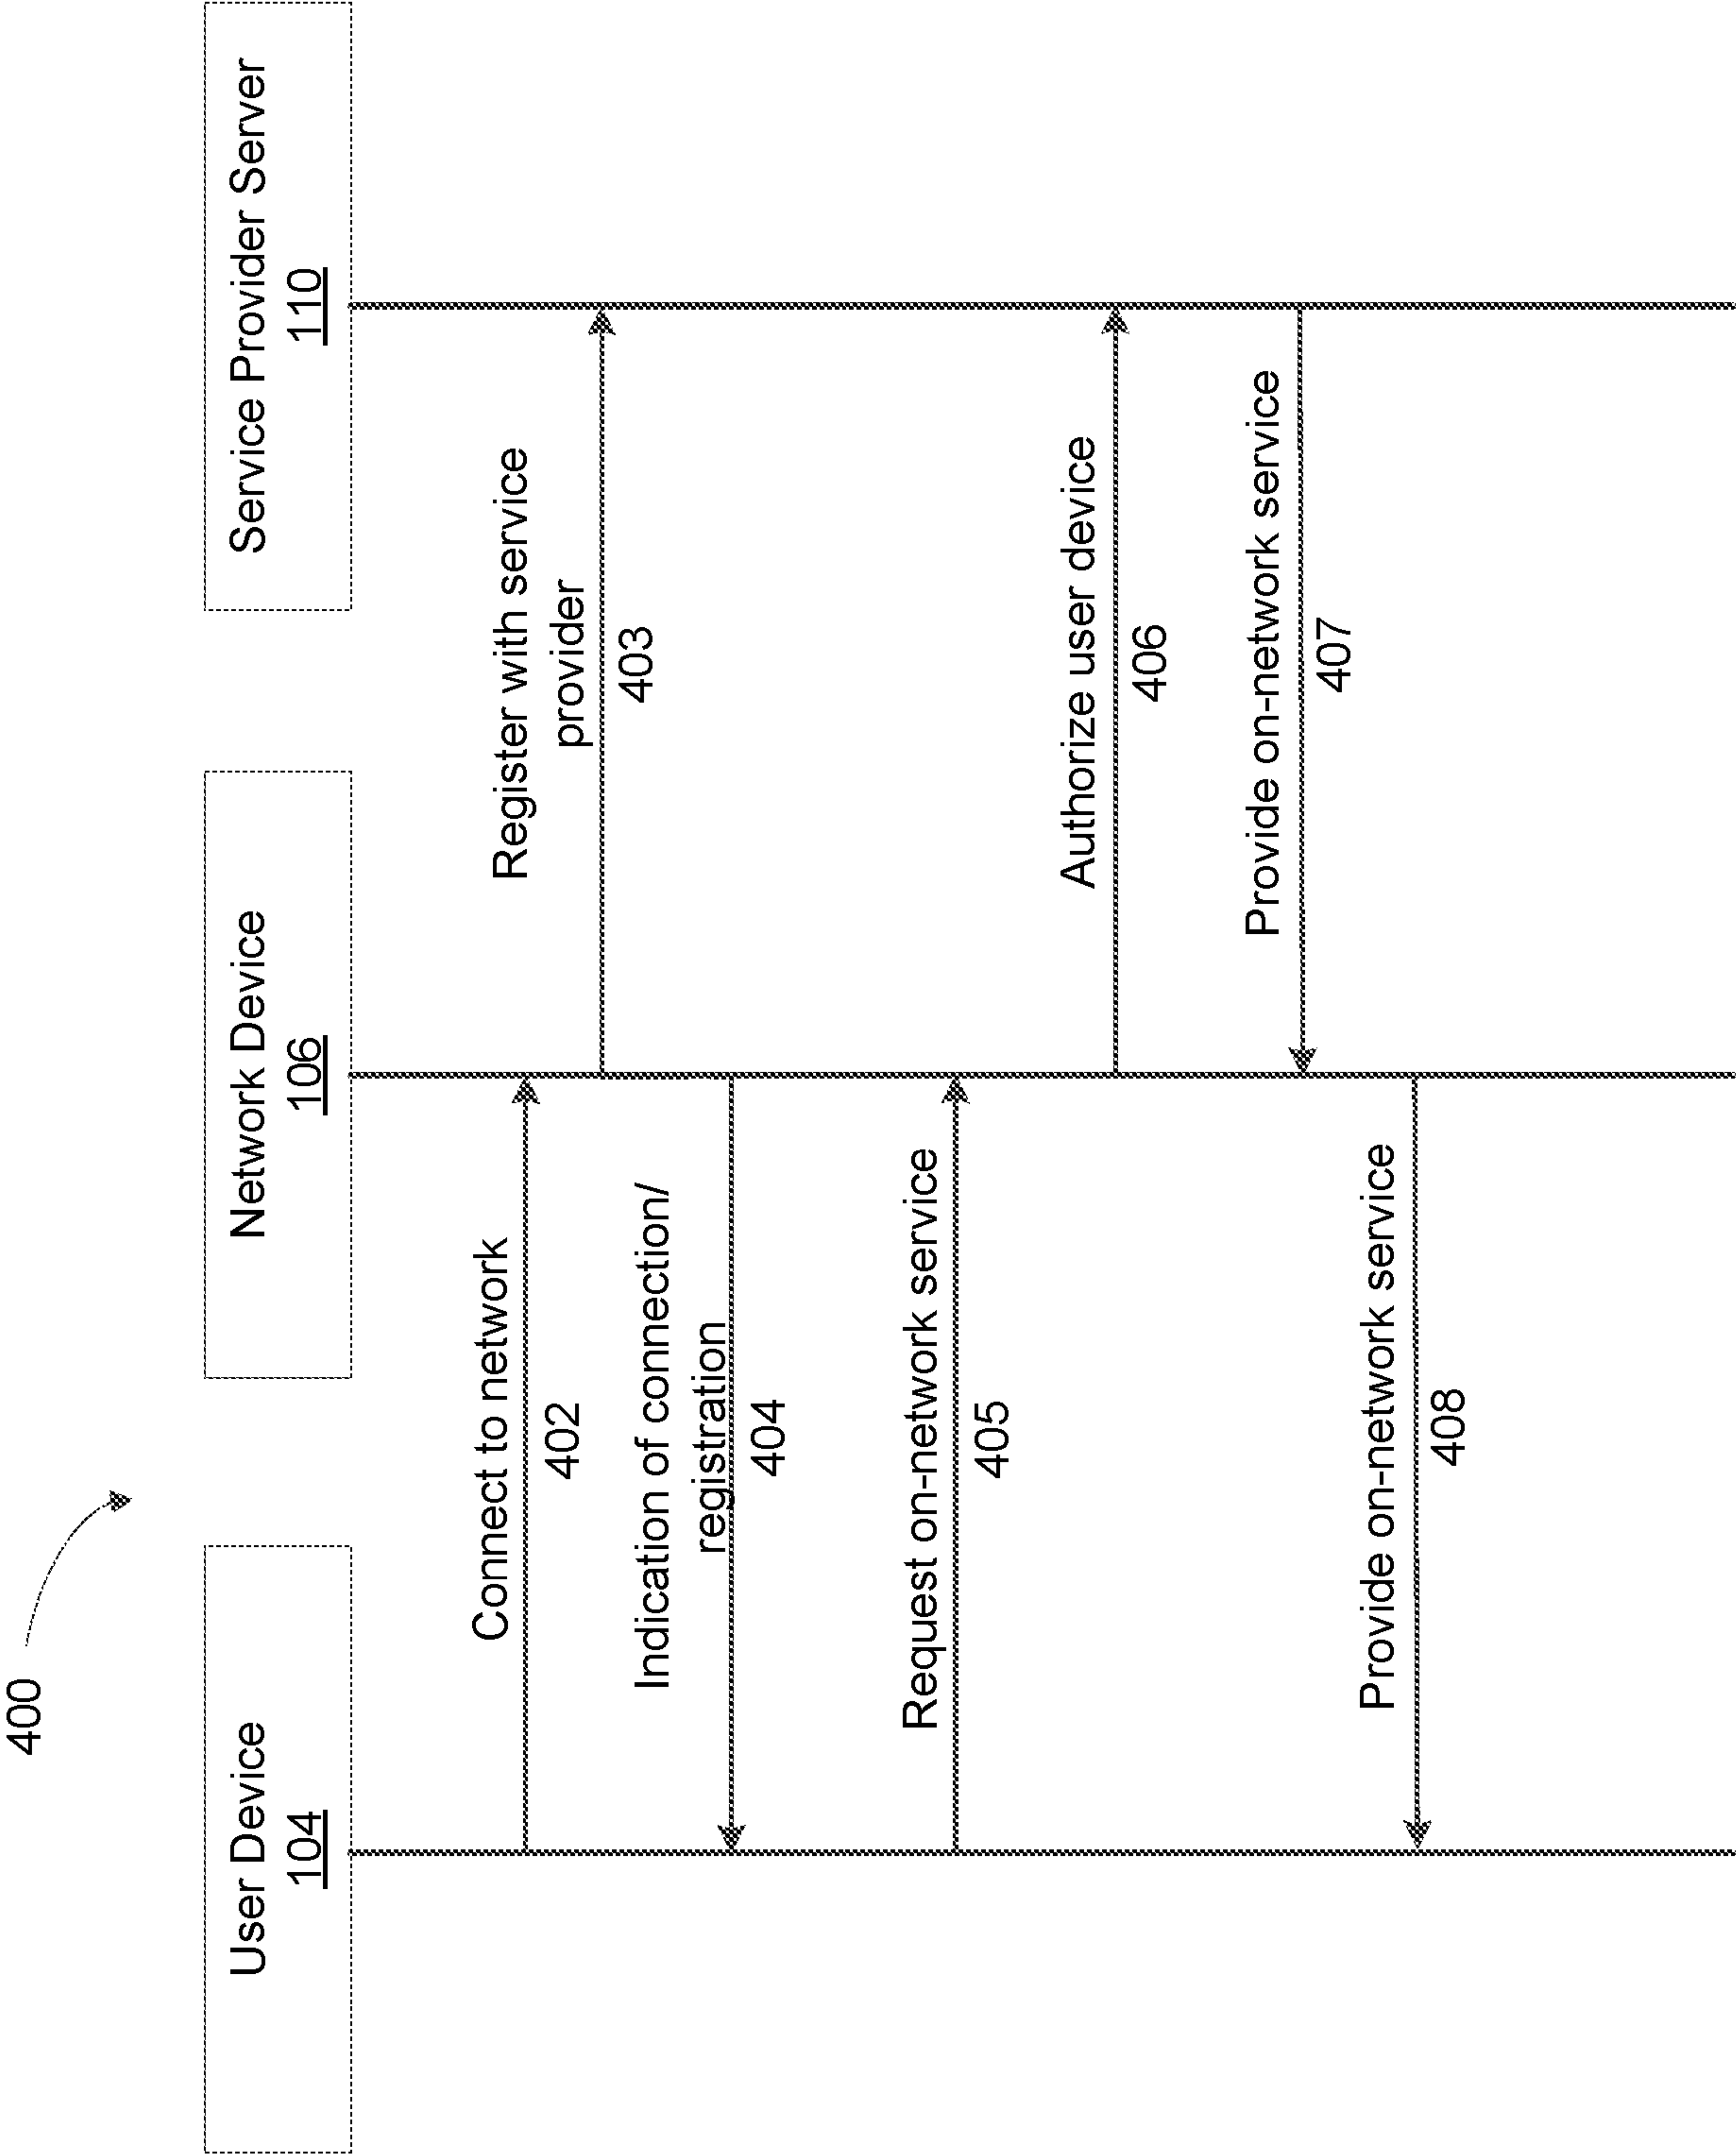 400
User Device
104
Network Device
106
Service Provider Server
110
Connect to network
402
Register with service
provider
403
Indication of connection/
registration
404
Request on-network service
405
Authorize user device
406
Provide on-network service
407
Provide on-network service
408